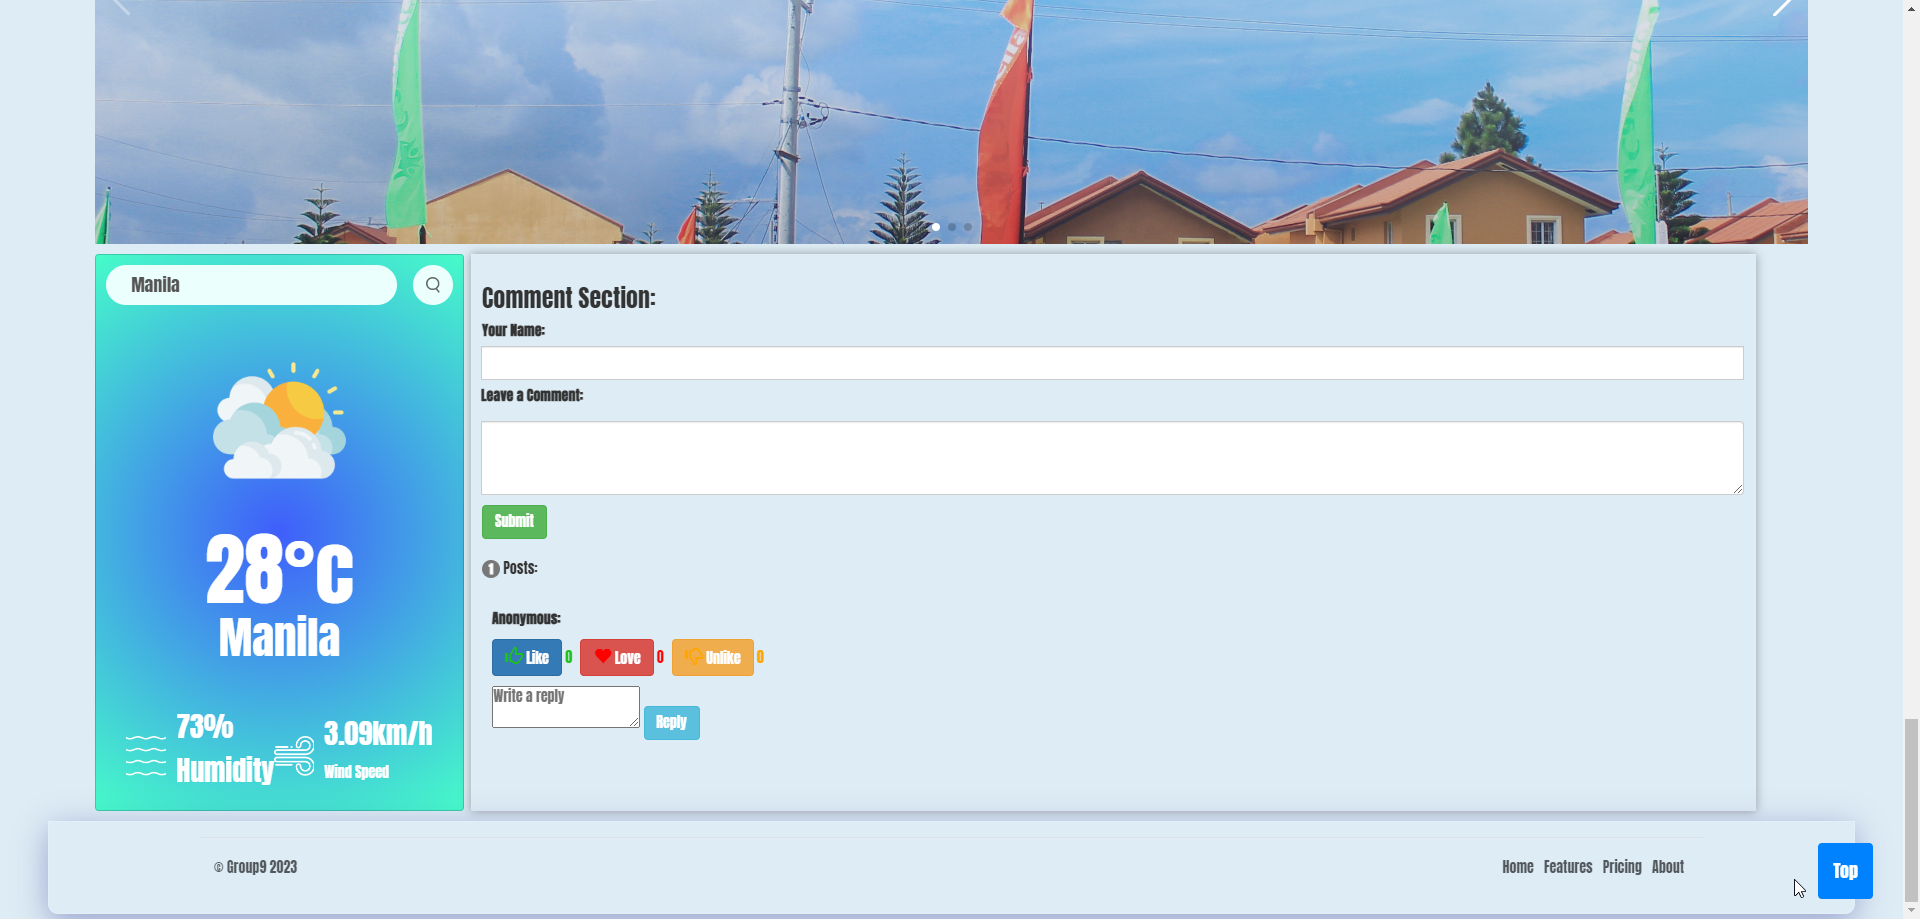 Manila
28°c
Manila
73%
Humidity
3.09km/h
Wind Speed
Comment Section:
Your Name:
Leave a Comment:
Submit
1 Posts:
Anonymous:
Like 0 Love 0 Unlike 0
Write a reply
Reply
© Group9 2023
Home Features Pricing About
Top